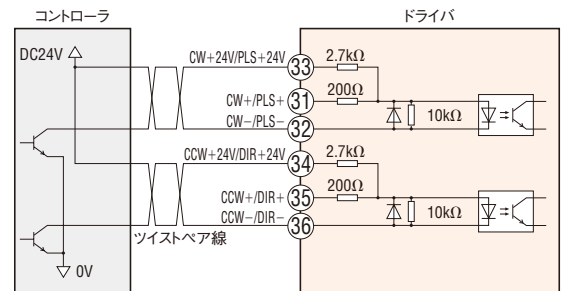 コントローラ
ドライバ
DC24V
CW+24V/PLS+24V
33
2.7kΩ
CW+/PLS+
31
200Ω
CW−/PLS−
32
10kΩ
CCW+24V/DIR+24V
34
2.7kΩ
CCW+/DIR+
35
200Ω
CCW−/DIR−
36
10kΩ
ツイストペア線
0V